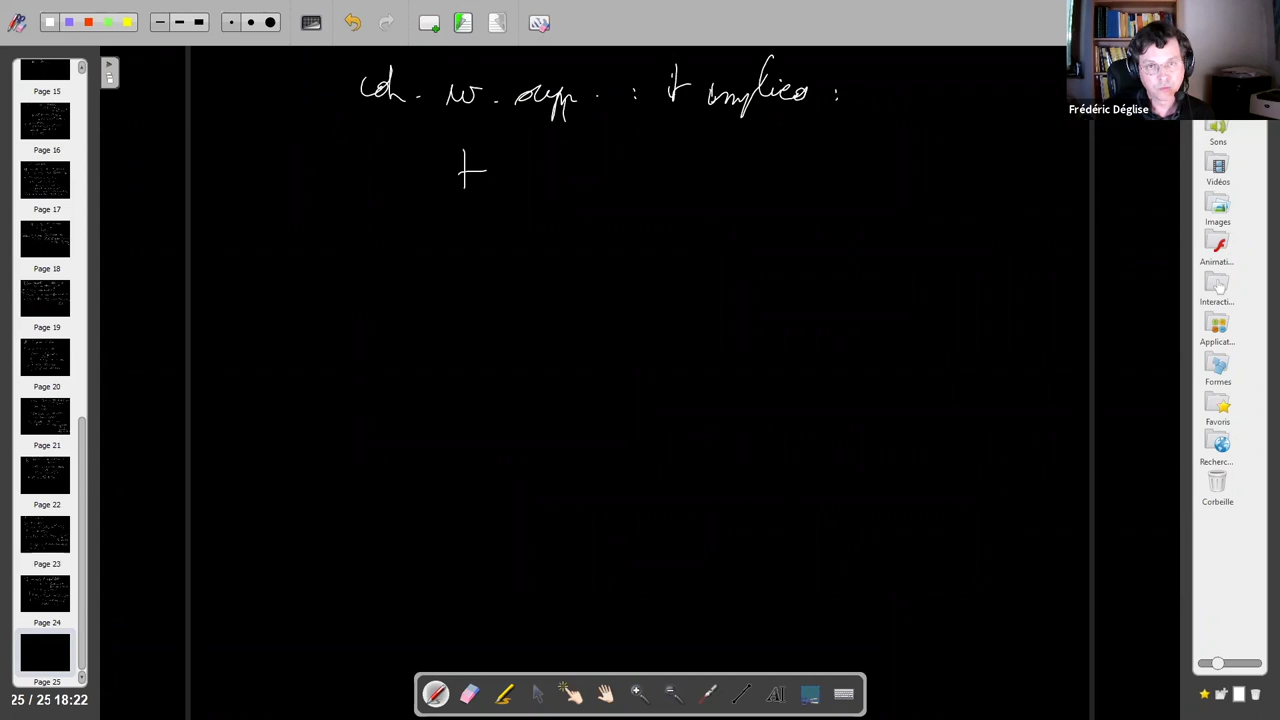 Frédéric Déglise
coh. w. supp. : it implies :
+
Page 15
Page 16
Page 17
Page 18
Page 19
Page 20
Page 21
Page 22
Page 23
Page 24
Page 25
25 / 25 18:22
Sons
Vidéos
Images
Animati...
Interacti...
Applicat...
Formes
Favoris
Recherc...
Corbeille
AI